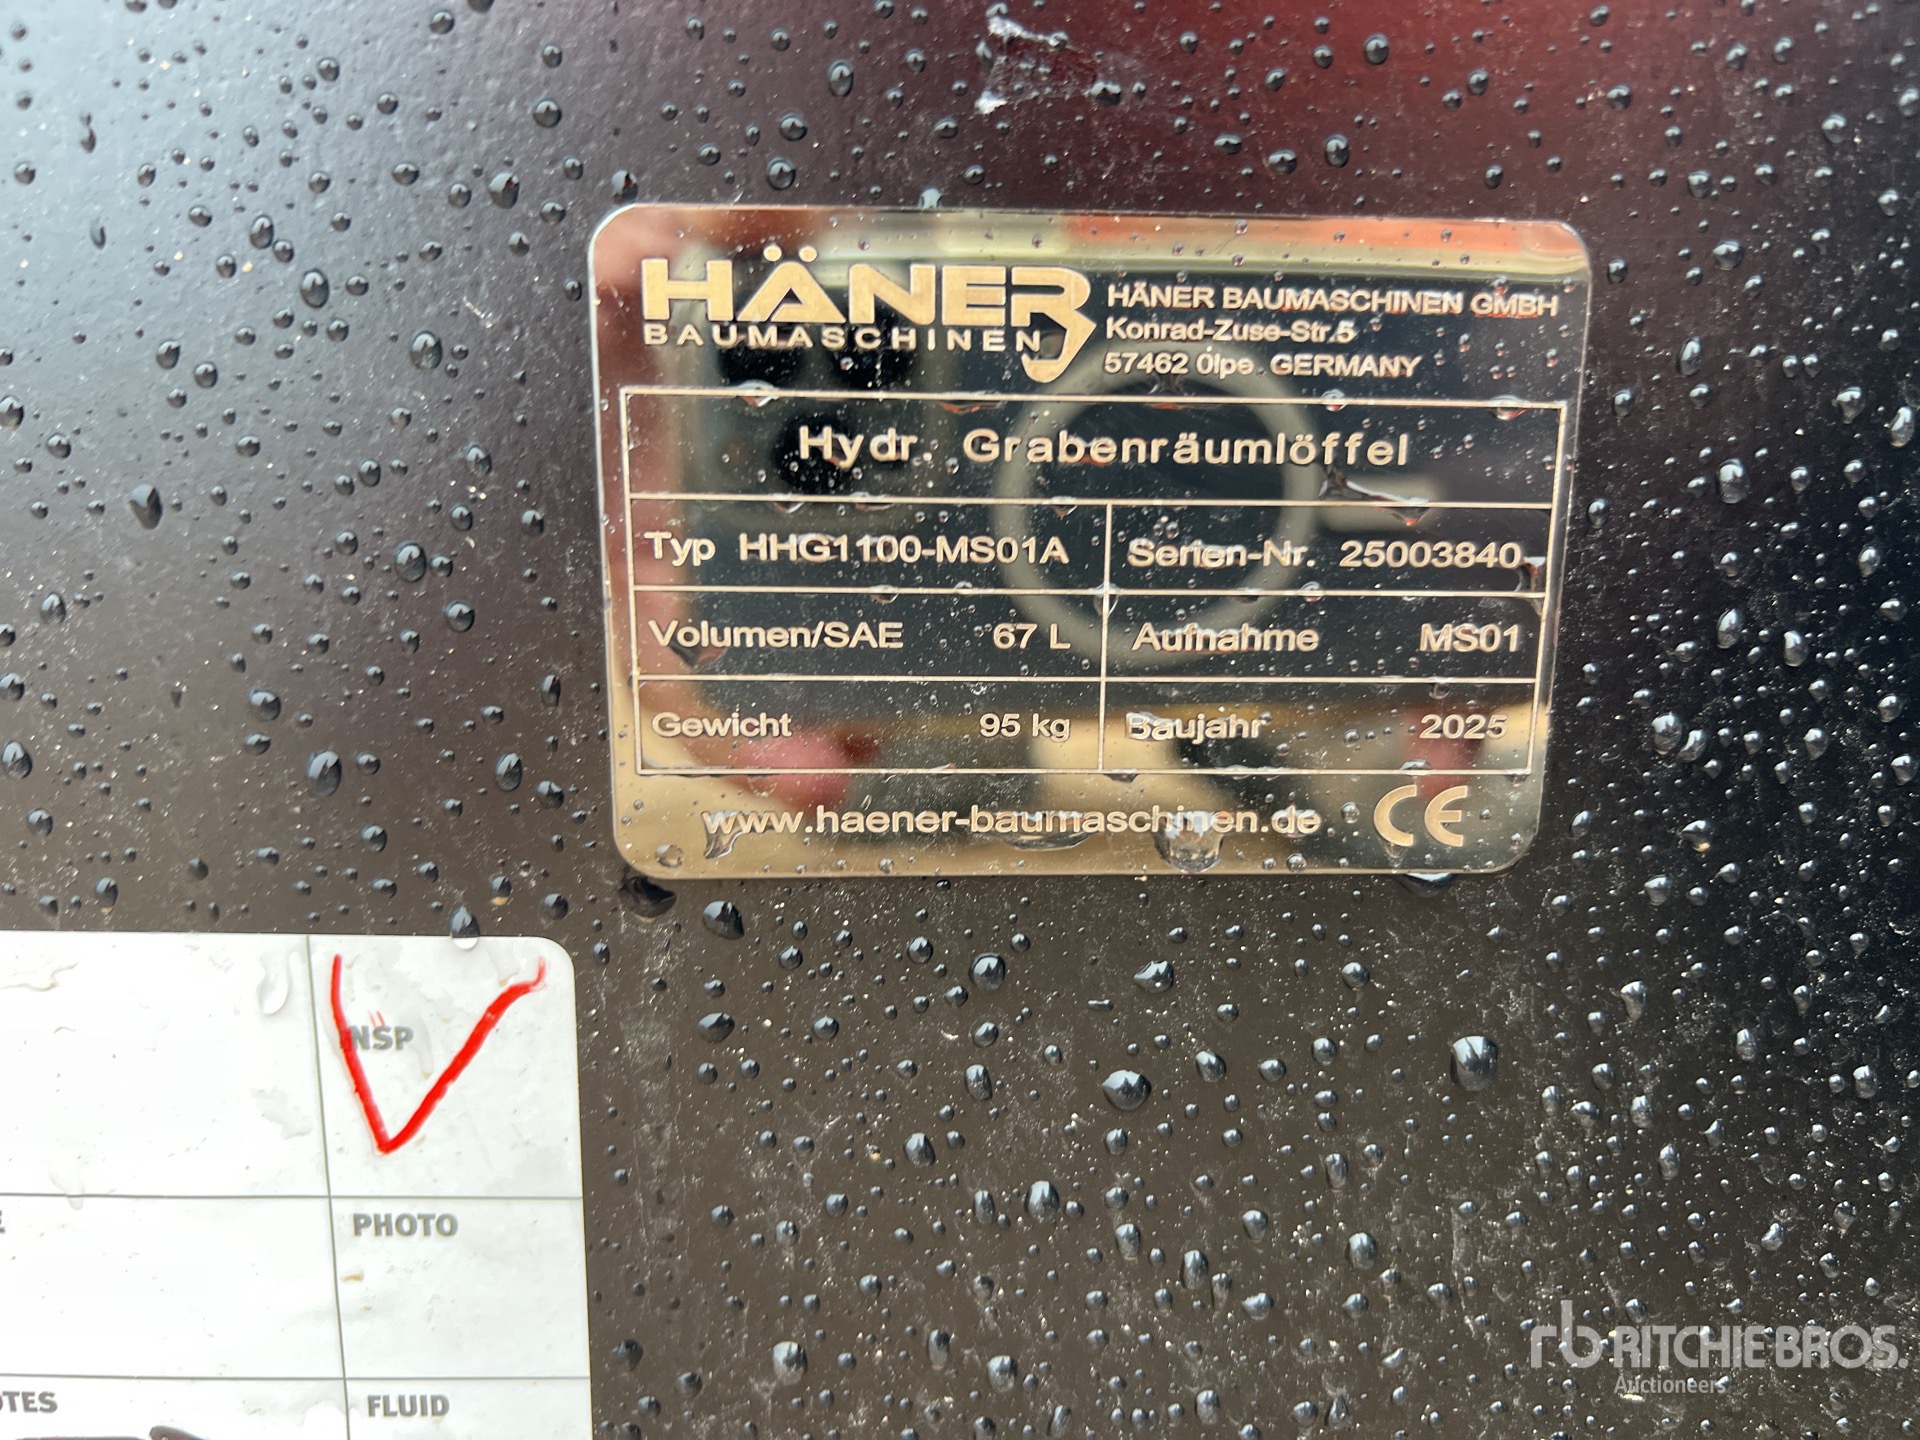 HÄNER
BAUMASCHINEN
HÄNER BAUMASCHINEN GMBH
Konrad-Zuse-Str.5
57462 Olpe GERMANY
Hydr. Grabenräumlöffel
Typ HHG1100-MS01A
Serien-Nr. 25003840
Volumen/SAE 67 L
Aufnahme MS01
Gewicht 95 kg
Baujahr 2025
www.haener-baumaschinen.de
CE
NSP
PHOTO
FLUID
rb RITCHIE BROS.
Auctioneers